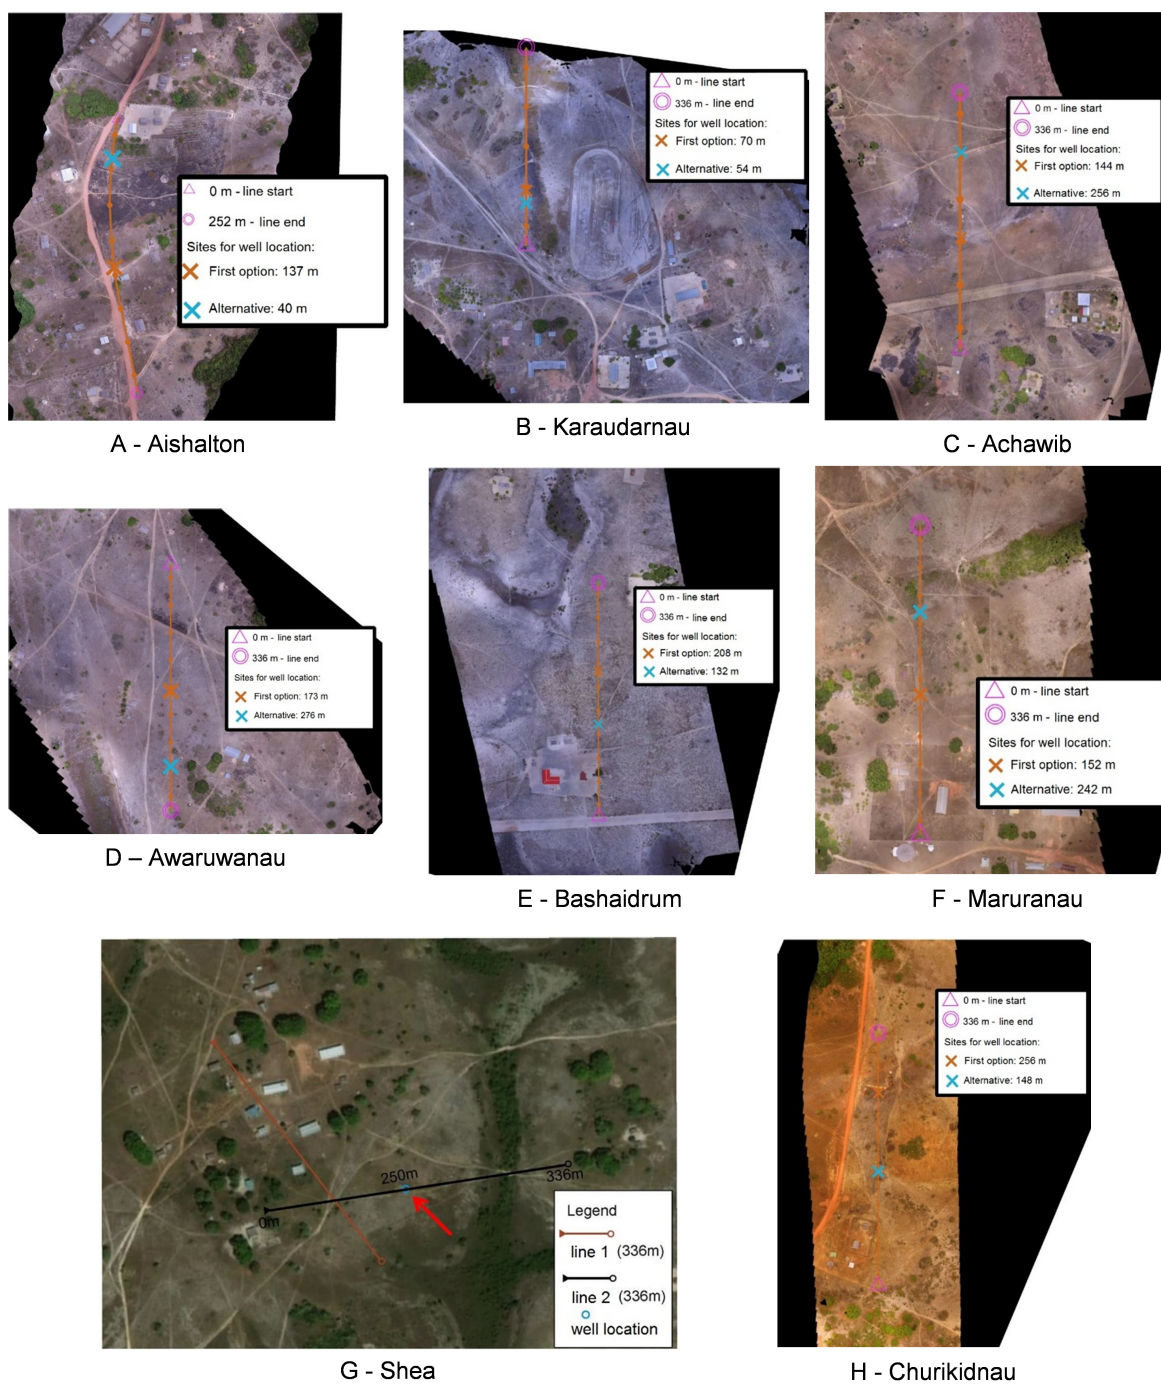 0 m - line start
252 m - line end
Sites for well location:
First option: 137 m
Alternative: 40 m
A - Aishalton
0 m - line start
336 m - line end
Sites for well location:
First option: 70 m
Alternative: 54 m
B - Karaudarnau
0 m - line start
336 m - line end
Sites for well location:
First option: 144 m
Alternative: 256 m
C - Achawib
0 m - line start
336 m - line end
Sites for well location:
First option: 173 m
Alternative: 276 m
D – Awaruwanau
0 m - line start
336 m - line end
Sites for well location:
First option: 208 m
Alternative: 132 m
E - Bashaidrum
0 m - line start
336 m - line end
Sites for well location:
First option: 152 m
Alternative: 242 m
F - Maruranau
0m
250m
336m
Legend
line 1 (336m)
line 2 (336m)
well location
G - Shea
0 m - line start
336 m - line end
Sites for well location:
First option: 256 m
Alternative: 148 m
H - Churikidnau